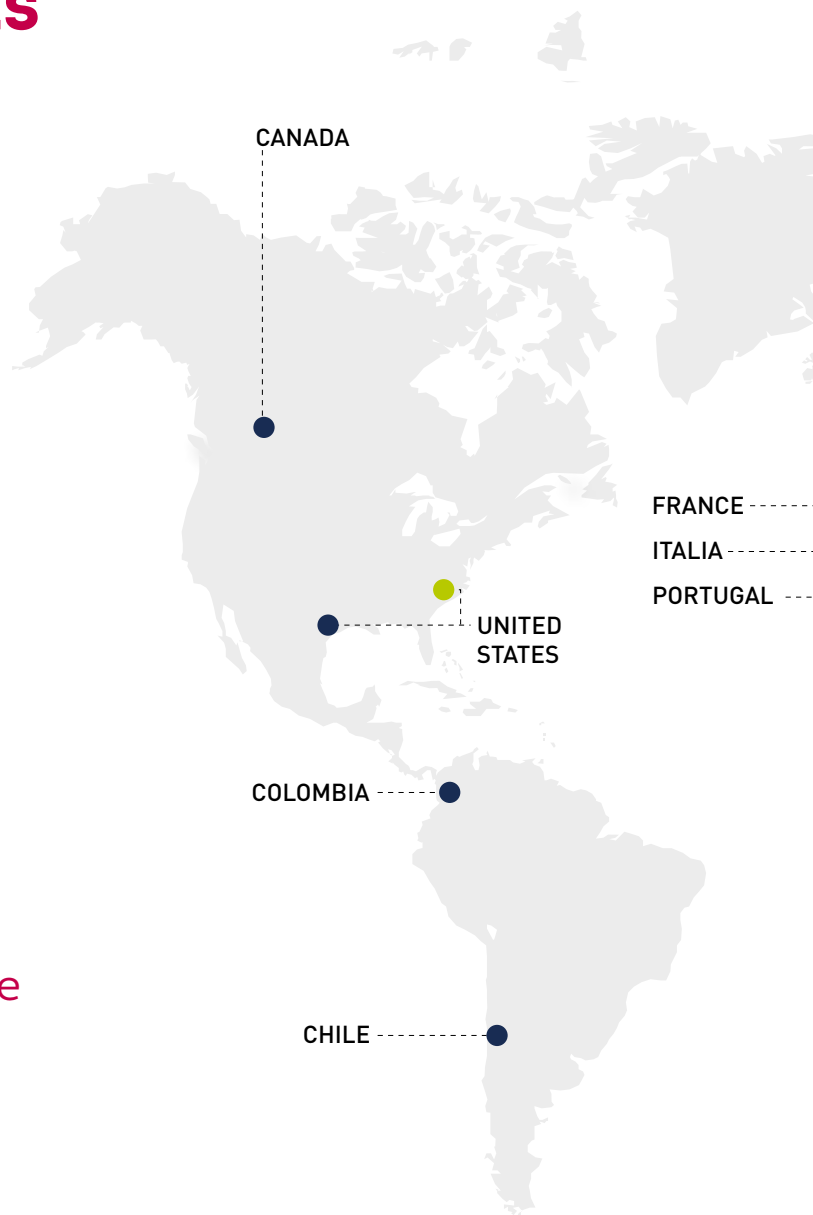 s
CANADA
FRANCE
ITALIA
PORTUGAL
UNITED
STATES
COLOMBIA
e
CHILE